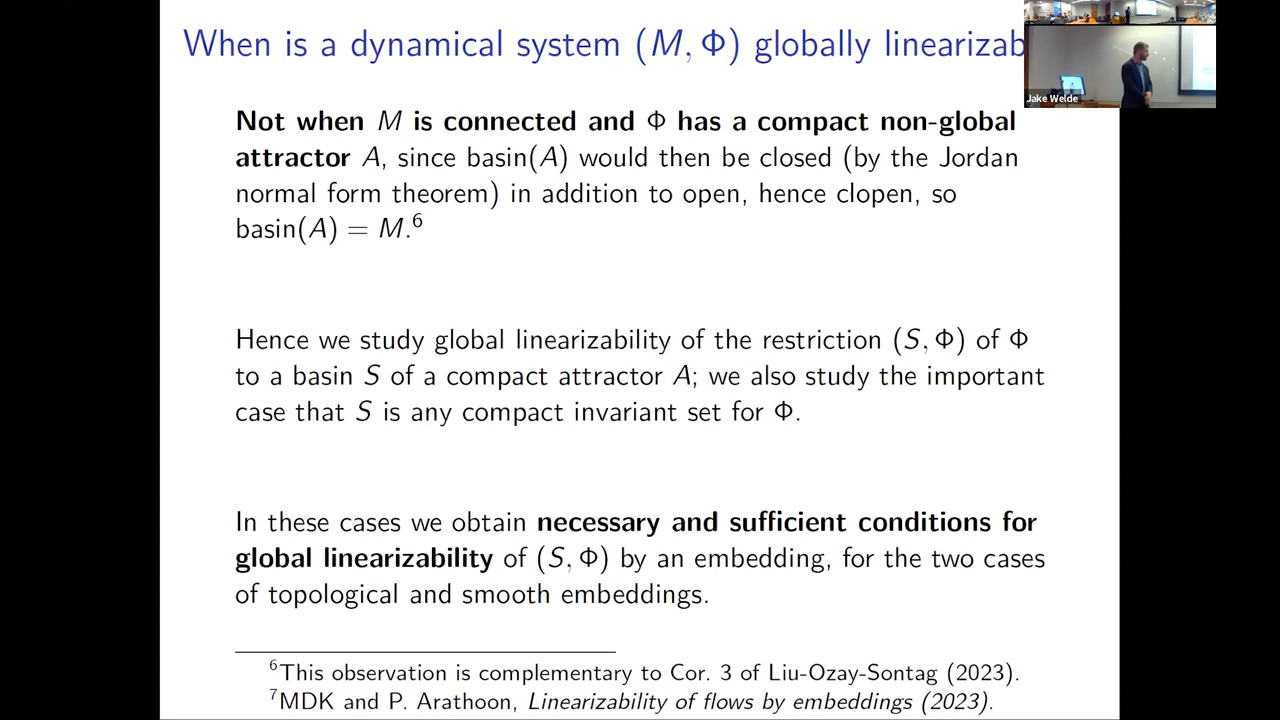 When is a dynamical system (M, Φ) globally linearizab
Jake Welde
Not when M is connected and Φ has a compact non-global
attractor A, since basin(A) would then be closed (by the Jordan
normal form theorem) in addition to open, hence clopen, so
basin(A) = M.⁶
Hence we study global linearizability of the restriction (S, Φ) of Φ
to a basin S of a compact attractor A; we also study the important
case that S is any compact invariant set for Φ.
In these cases we obtain necessary and sufficient conditions for
global linearizability of (S, Φ) by an embedding, for the two cases
of topological and smooth embeddings.
⁶This observation is complementary to Cor. 3 of Liu-Ozay-Sontag (2023).
⁷MDK and P. Arathoon, Linearizability of flows by embeddings (2023).